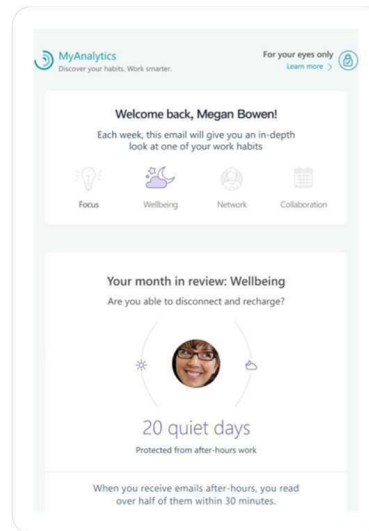 MyAnalytics
Discover your habits. Work smarter.
For your eyes only
Learn more >
Welcome back, Megan Bowen!
Each week, this email will give you an in-depth
look at one of your work habits
Focus
Wellbeing
Network
Collaboration
Your month in review: Wellbeing
Are you able to disconnect and recharge?
20 quiet days
Protected from after-hours work
When you receive emails after-hours, you read
over half of them within 30 minutes.